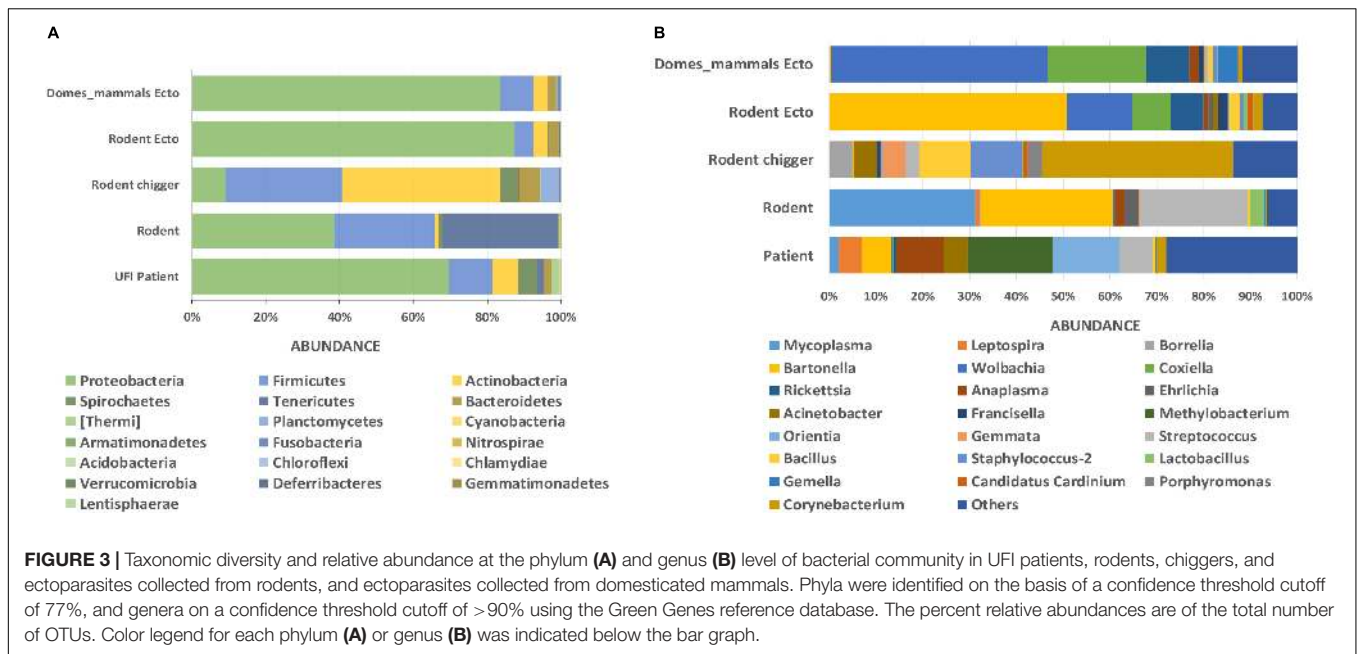 A
Domes_mammals Ecto
Rodent Ecto
Rodent chigger
Rodent
UFI Patient
0% 20% 40% 60% 80% 100%
ABUNDANCE
Proteobacteria Firmicutes Actinobacteria
Spirochaetes Tenericutes Bacteroidetes
[Thermi] Planctomycetes Cyanobacteria
Armatimonadetes Fusobacteria Nitrospirae
Acidobacteria Chloroflexi Chlamydiae
Verrucomicrobia Deferribacteres Gemmatimonadetes
Lentisphaerae
B
Domes_mammals Ecto
Rodent Ecto
Rodent chigger
Rodent
Patient
0% 10% 20% 30% 40% 50% 60% 70% 80% 90% 100%
ABUNDANCE
Mycoplasma Leptospira Borrelia
Bartonella Wolbachia Coxiella
Rickettsia Anaplasma Ehrlichia
Acinetobacter Francisella Methylobacterium
Orientia Gemmata Streptococcus
Bacillus Staphylococcus-2 Lactobacillus
Gemella Candidatus Cardinium Porphyromonas
Corynebacterium Others
FIGURE 3 | Taxonomic diversity and relative abundance at the phylum (A) and genus (B) level of bacterial community in UFI patients, rodents, chiggers, and
ectoparasites collected from rodents, and ectoparasites collected from domesticated mammals. Phyla were identified on the basis of a confidence threshold cutoff
of 77%, and genera on a confidence threshold cutoff of >90% using the Green Genes reference database. The percent relative abundances are of the total number
of OTUs. Color legend for each phylum (A) or genus (B) was indicated below the bar graph.